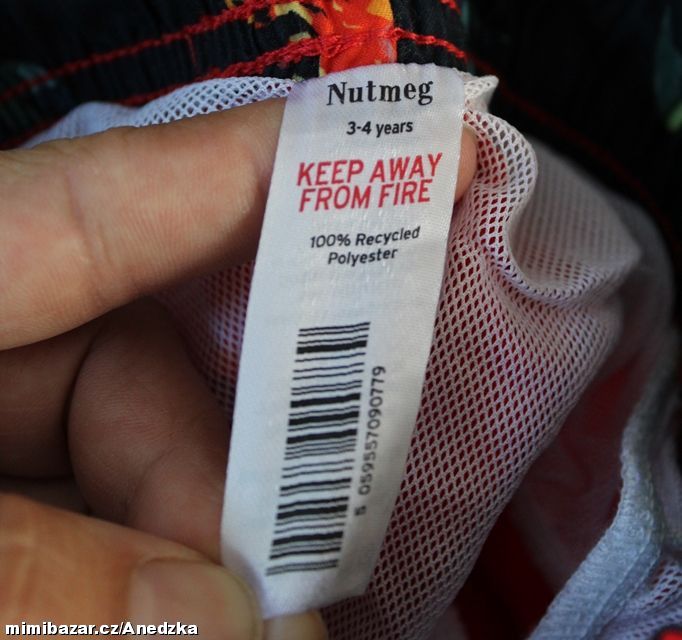 Nutmeg
3-4 years
KEEP AWAY
FROM FIRE
100% Recycled
Polyester
5 059557090779
mimibazar.cz/Anedzka